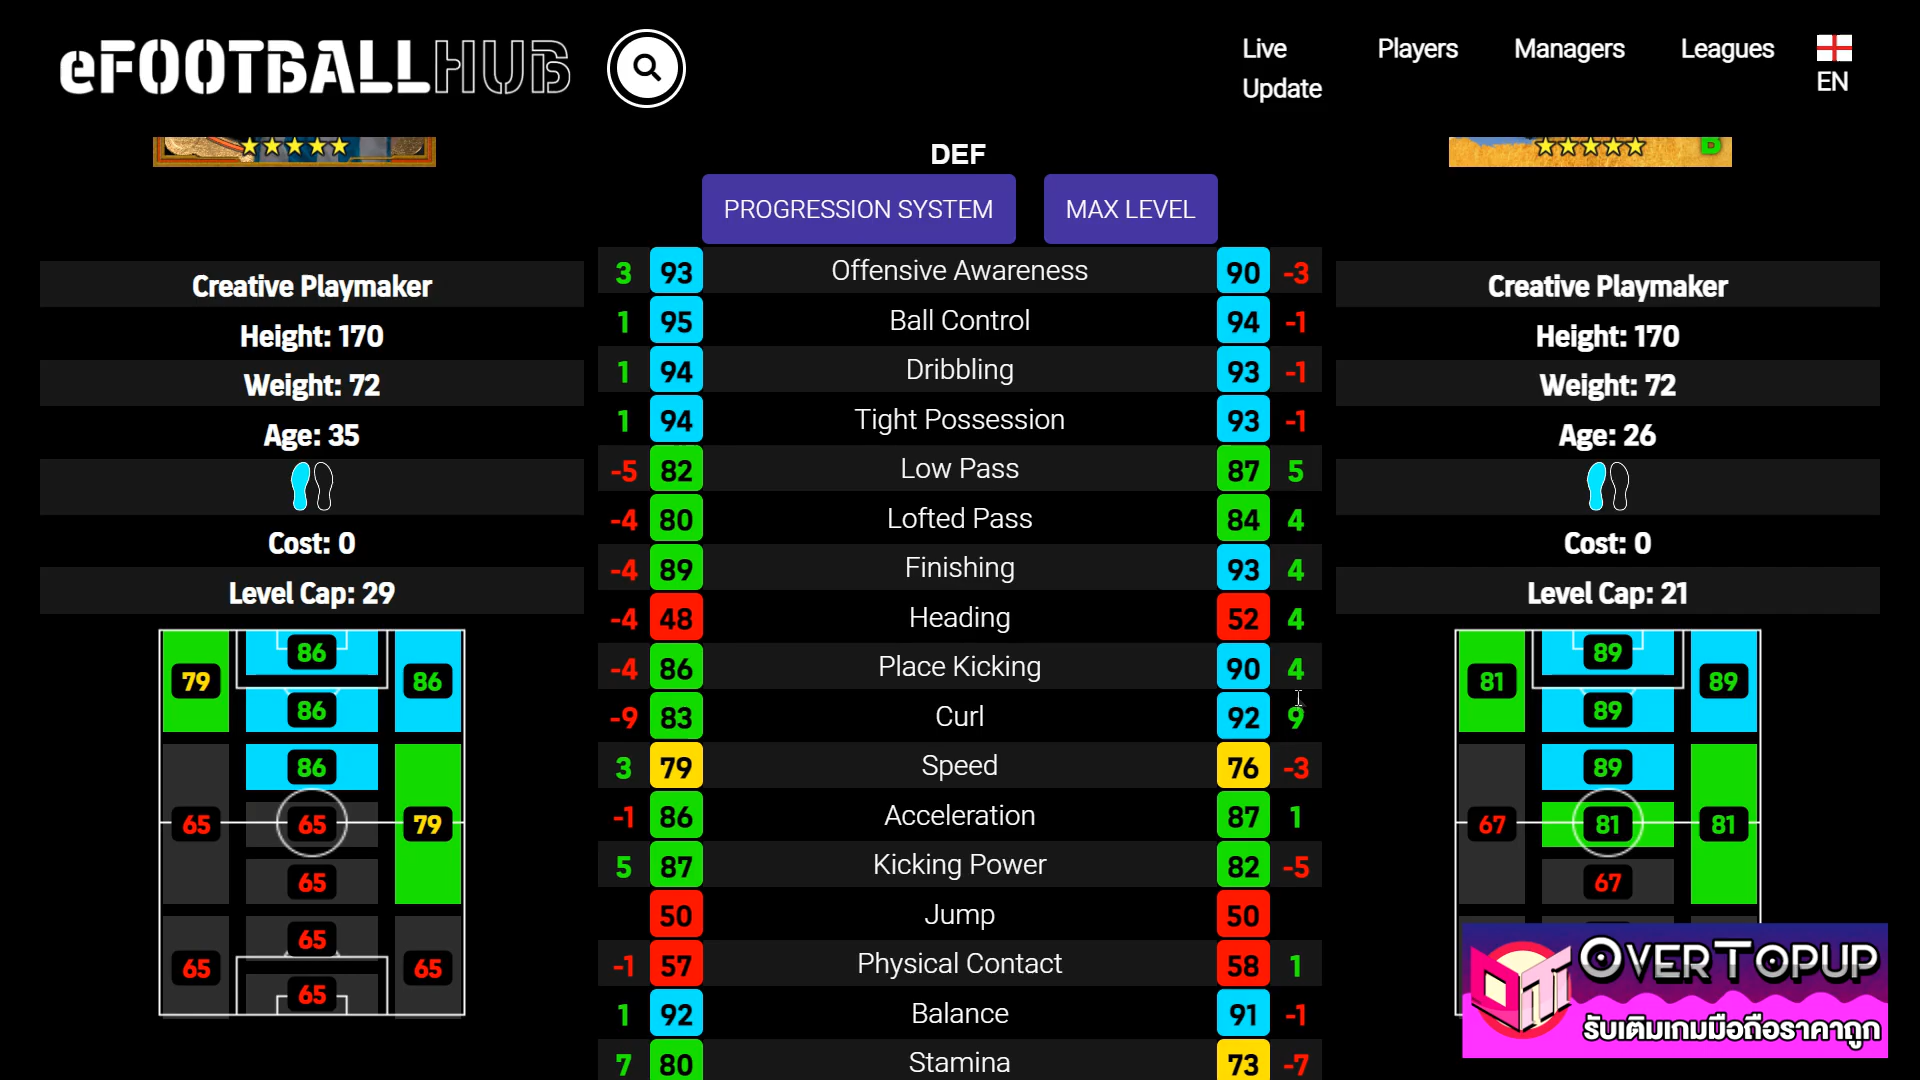 eFOOTBALLHUB
Live Update
Players
Managers
Leagues
EN
B
DEF
PROGRESSION SYSTEM
MAX LEVEL
Creative Playmaker
Height: 170
Weight: 72
Age: 35
Cost: 0
Level Cap: 29
79
86
86
86
86
65
65
79
65
65
65
65
65
3 93 Offensive Awareness 90 -3
1 95 Ball Control 94 -1
1 94 Dribbling 93 -1
1 94 Tight Possession 93 -1
-5 82 Low Pass 87 5
-4 80 Lofted Pass 84 4
-4 89 Finishing 93 4
-4 48 Heading 52 4
-4 86 Place Kicking 90 4
-9 83 Curl 92 9
3 79 Speed 76 -3
-1 86 Acceleration 87 1
5 87 Kicking Power 82 -5
50 Jump 50
-1 57 Physical Contact 58 1
1 92 Balance 91 -1
7 80 Stamina 73 -7
Creative Playmaker
Height: 170
Weight: 72
Age: 26
Cost: 0
Level Cap: 21
89
81
89
89
89
67
81
81
67
OTU
OVERTOPUP
รับเติมเกมมือถือราคาถูก